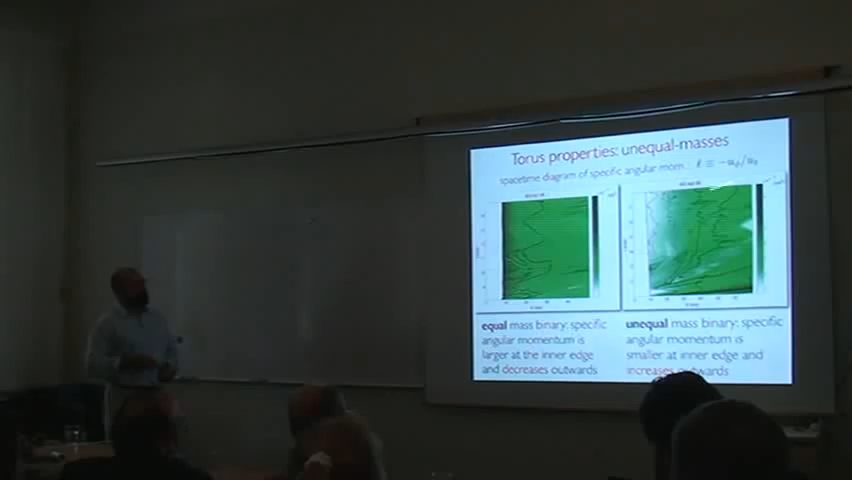 Torus properties: unequal-masses
spacetime diagram of specific angular mom.: ℓ ≡ −uϕ/ut
equal mass binary: specific
angular momentum is
larger at the inner edge
and decreases outwards
unequal mass binary: specific
angular momentum is
smaller at inner edge and
increases outwards